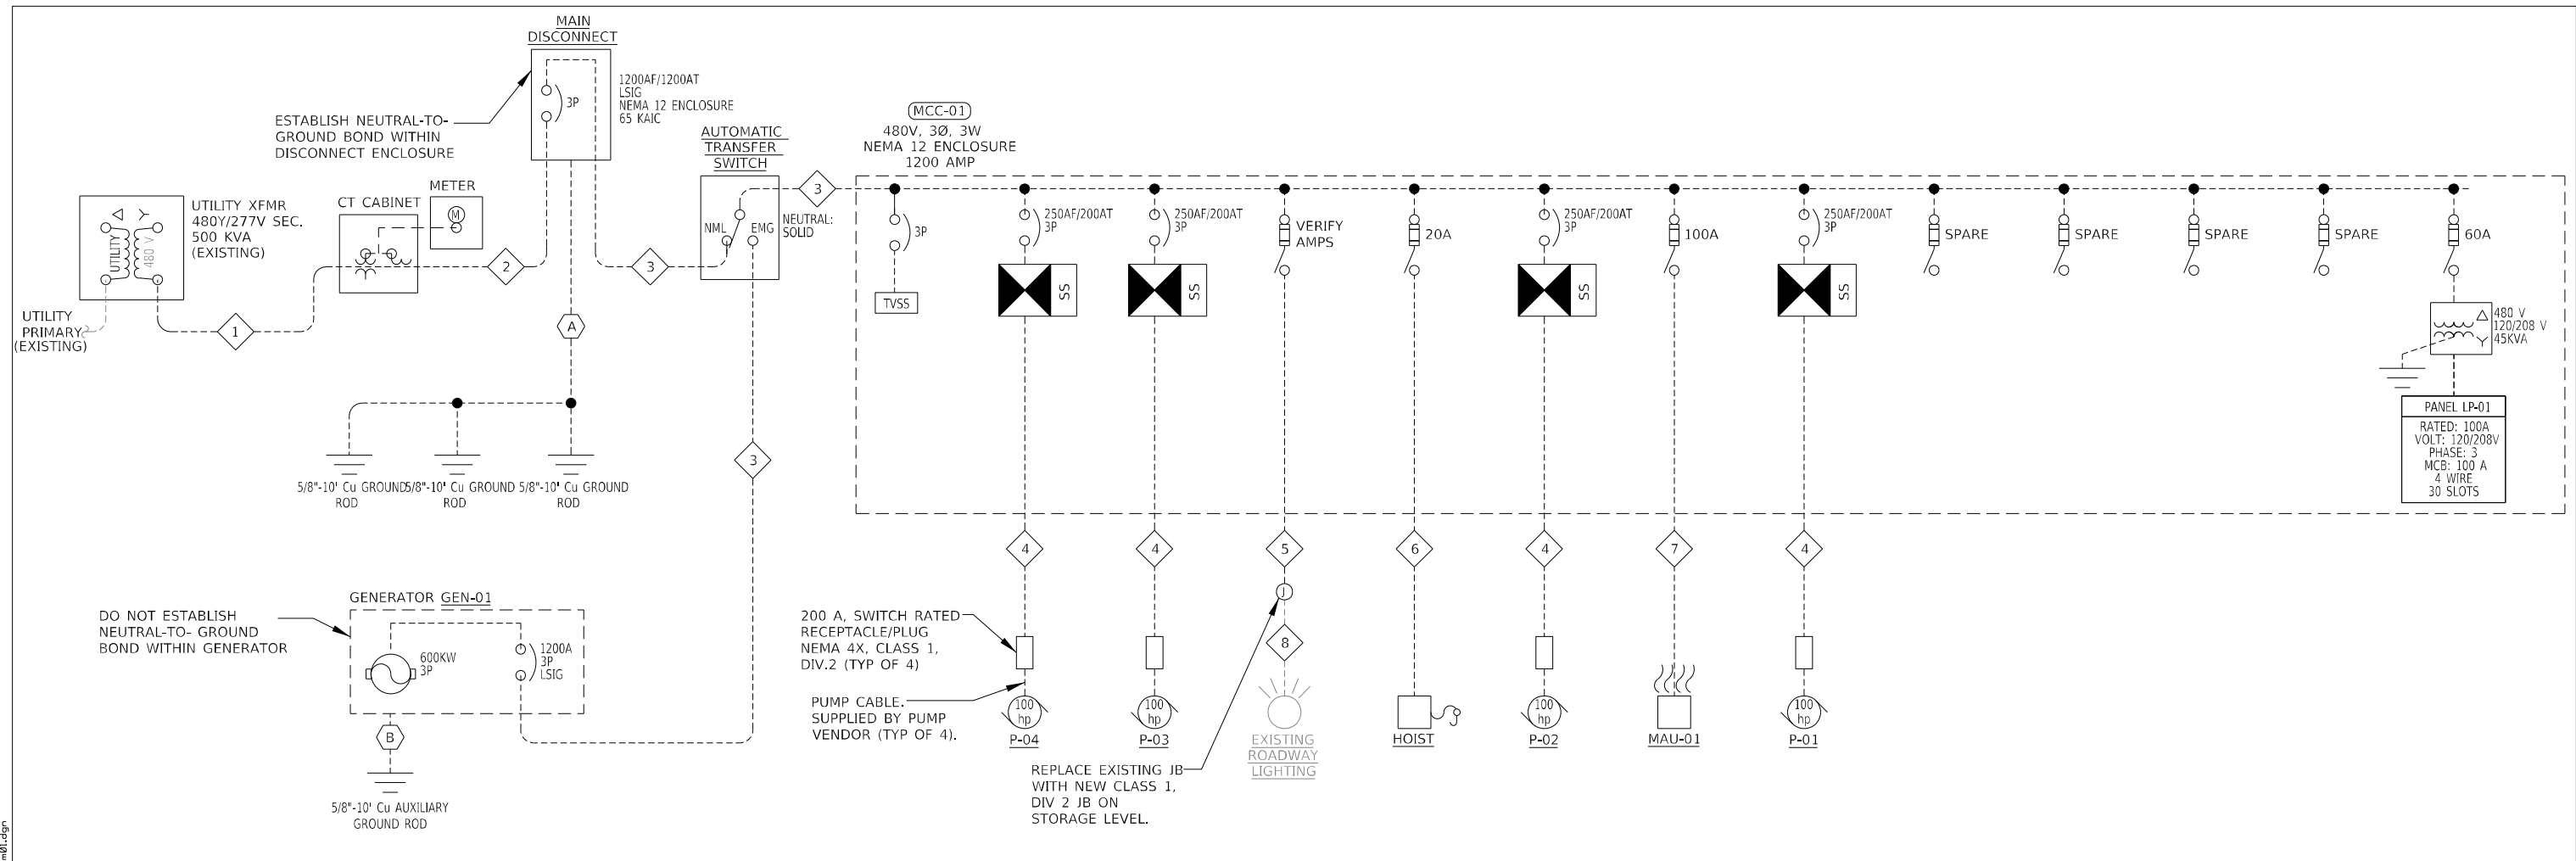 MAIN
DISCONNECT
1200AF/1200AT
LSIG
NEMA 12 ENCLOSURE
65 KAIC
3P
ESTABLISH NEUTRAL-TO-
GROUND BOND WITHIN
DISCONNECT ENCLOSURE
AUTOMATIC
TRANSFER
SWITCH
NML
EMG
NEUTRAL:
SOLID
MCC-01
480V, 3Ø, 3W
NEMA 12 ENCLOSURE
1200 AMP
METER
M
CT CABINET
UTILITY XFMR
480Y/277V SEC.
500 KVA
(EXISTING)
UTILITY
480 V
UTILITY
PRIMARY
(EXISTING)
1
2
3
3
3
A
5/8"-10' Cu GROUND
ROD
5/8"-10' Cu GROUND
ROD
5/8"-10' Cu GROUND
ROD
3P
TVSS
250AF/200AT
3P
SS
250AF/200AT
3P
SS
VERIFY
AMPS
20A
250AF/200AT
3P
SS
100A
250AF/200AT
3P
SS
SPARE
SPARE
SPARE
SPARE
60A
480 V
120/208 V
45KVA
PANEL LP-01
RATED: 100A
VOLT: 120/208V
PHASE: 3
MCB: 100 A
4 WIRE
30 SLOTS
4
4
5
6
4
7
4
J
8
GENERATOR GEN-01
DO NOT ESTABLISH
NEUTRAL-TO- GROUND
BOND WITHIN GENERATOR
600KW
3P
1200A
3P
LSIG
B
5/8"-10' Cu AUXILIARY
GROUND ROD
200 A, SWITCH RATED
RECEPTACLE/PLUG
NEMA 4X, CLASS 1,
DIV.2 (TYP OF 4)
PUMP CABLE.
SUPPLIED BY PUMP
VENDOR (TYP OF 4).
100
hp
P-04
100
hp
P-03
EXISTING
ROADWAY
LIGHTING
HOIST
100
hp
P-02
MAU-01
100
hp
P-01
REPLACE EXISTING JB
WITH NEW CLASS 1,
DIV 2 JB ON
STORAGE LEVEL.